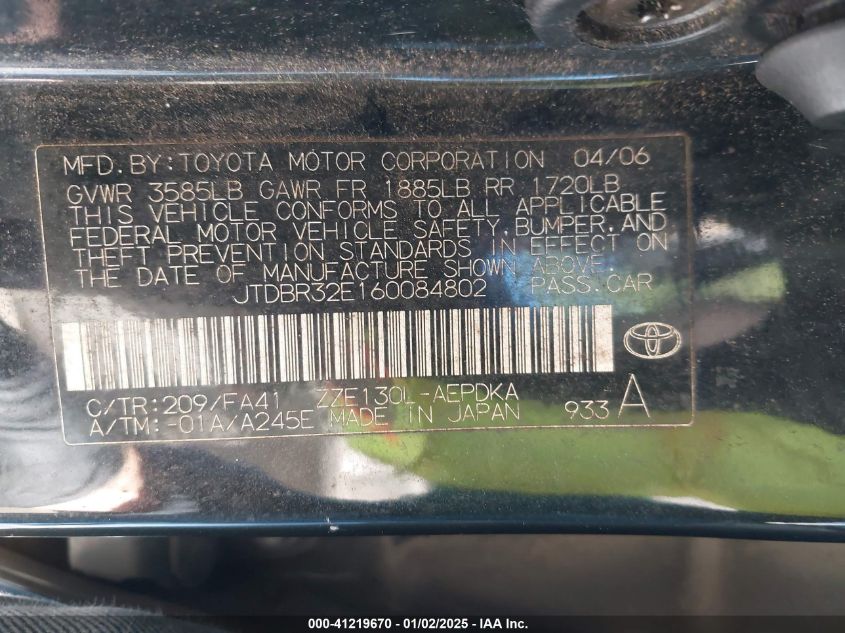 MFD. BY: TOYOTA MOTOR CORPORATION 04/06
GVWR 3585LB GAWR FR 1885LB RR 1720LB
THIS VEHICLE CONFORMS TO ALL APPLICABLE
FEDERAL MOTOR VEHICLE SAFETY, BUMPER, AND
THEFT PREVENTION STANDARDS IN EFFECT ON
THE DATE OF MANUFACTURE SHOWN ABOVE.
JTDBR32E160084802 PASS. CAR
C/TR: 209/FA41 ZZE130L-AEPDKA
A/TM: -01A/A245E MADE IN JAPAN 933 A
000-41219670 - 01/02/2025 - IAA Inc.